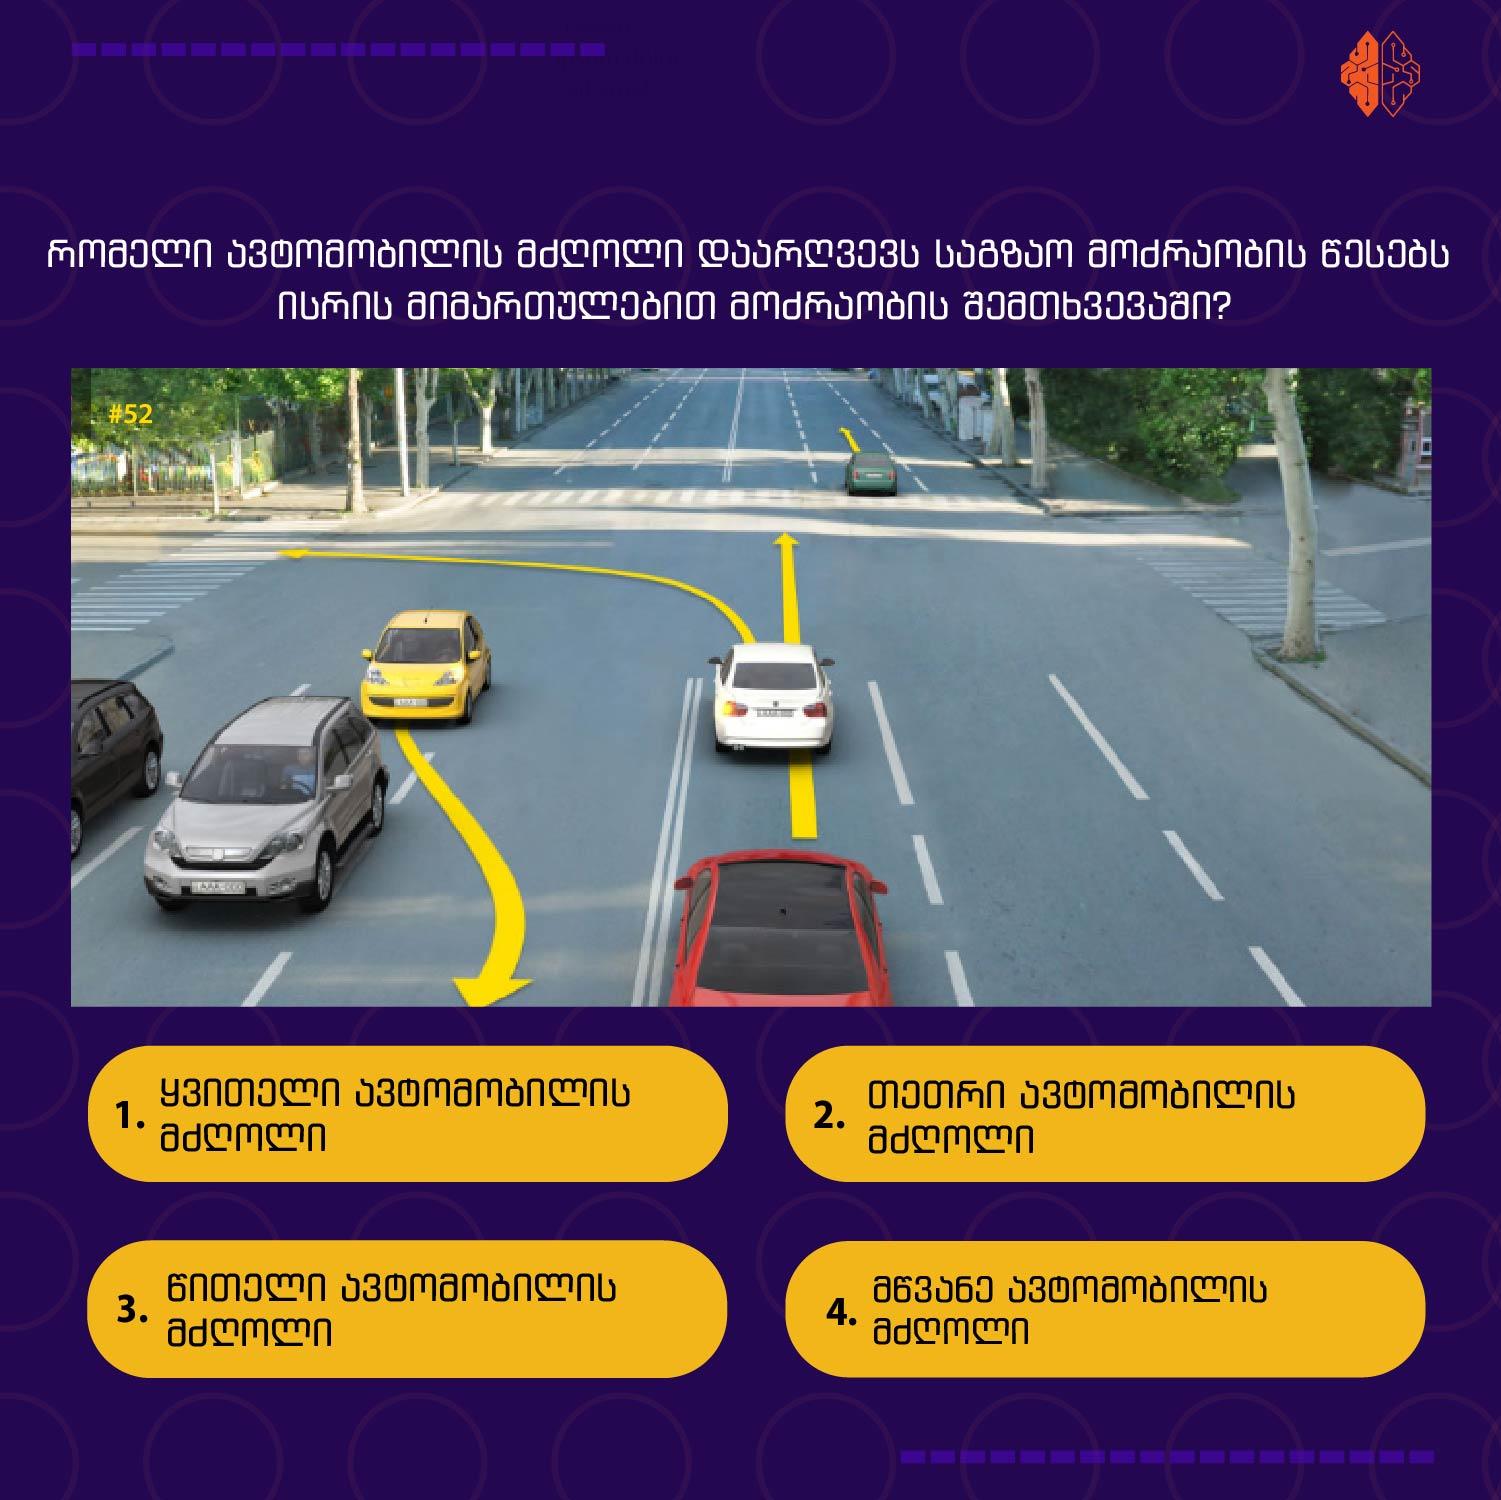 რომელი ავტომობილის მძღოლი დაარღვევს საგზაო მოძრაობის წესებს
ისრის მიმართულებით მოძრაობის შემთხვევაში?
#52
1. ყვითელი ავტომობილის
მძღოლი
2. თეთრი ავტომობილის
მძღოლი
3. წითელი ავტომობილის
მძღოლი
4. მწვანე ავტომობილის
მძღოლი